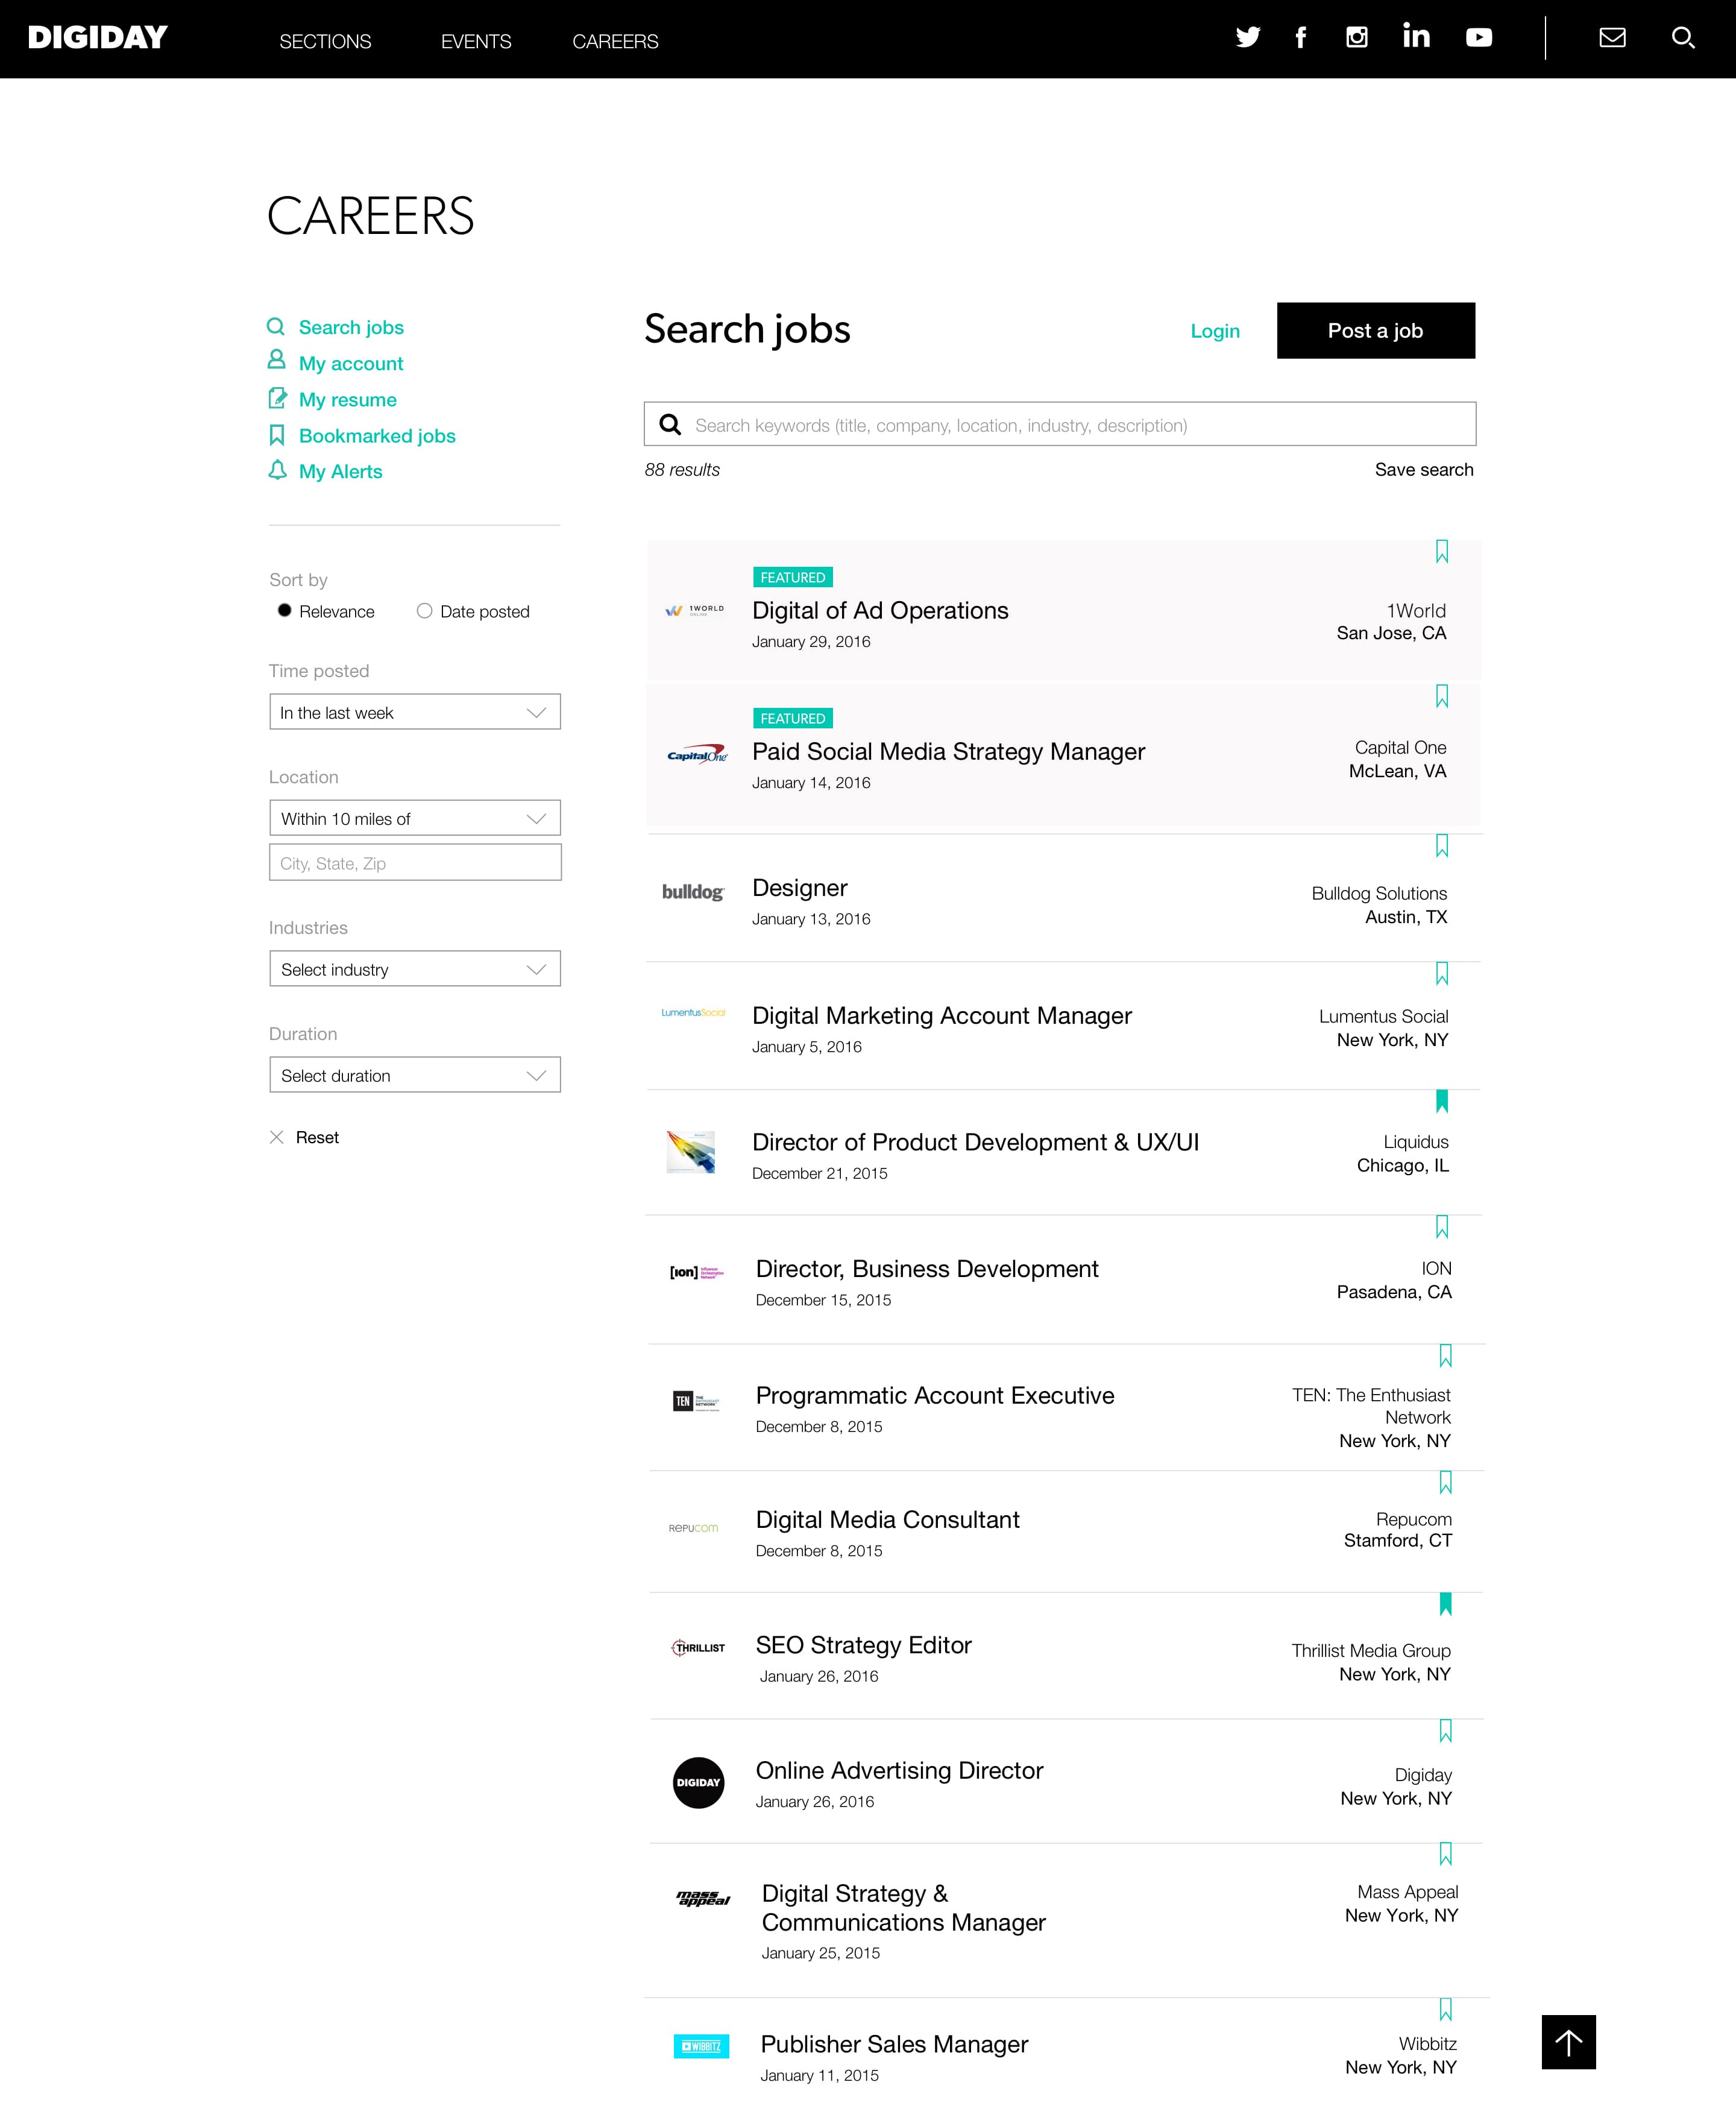 DIGIDAY
SECTIONS
EVENTS
CAREERS
CAREERS
Search jobs
My account
My resume
Bookmarked jobs
My Alerts
Sort by
Relevance
Date posted
Time posted
In the last week
Location
Within 10 miles of
City, State, Zip
Industries
Select industry
Duration
Select duration
Reset
Search jobs
Login
Post a job
Search keywords (title, company, location, industry, description)
88 results
Save search
1WORLD
ONLINE
FEATURED
Digital of Ad Operations
January 29, 2016
1World
San Jose, CA
CapitalOne
FEATURED
Paid Social Media Strategy Manager
January 14, 2016
Capital One
McLean, VA
bulldog
Designer
January 13, 2016
Bulldog Solutions
Austin, TX
LumentusSocial
Digital Marketing Account Manager
January 5, 2016
Lumentus Social
New York, NY
Director of Product Development & UX/UI
December 21, 2015
Liquidus
Chicago, IL
[ion]
Director, Business Development
December 15, 2015
ION
Pasadena, CA
TEN
THE
ENTHUSIAST
NETWORK
Programmatic Account Executive
December 8, 2015
TEN: The Enthusiast
Network
New York, NY
REPUCOM
Digital Media Consultant
December 8, 2015
Repucom
Stamford, CT
THRILLIST
SEO Strategy Editor
January 26, 2016
Thrillist Media Group
New York, NY
DIGIDAY
Online Advertising Director
January 26, 2016
Digiday
New York, NY
mass
appeal
Digital Strategy &
Communications Manager
January 25, 2015
Mass Appeal
New York, NY
WIBBITZ
Publisher Sales Manager
January 11, 2015
Wibbitz
New York, NY